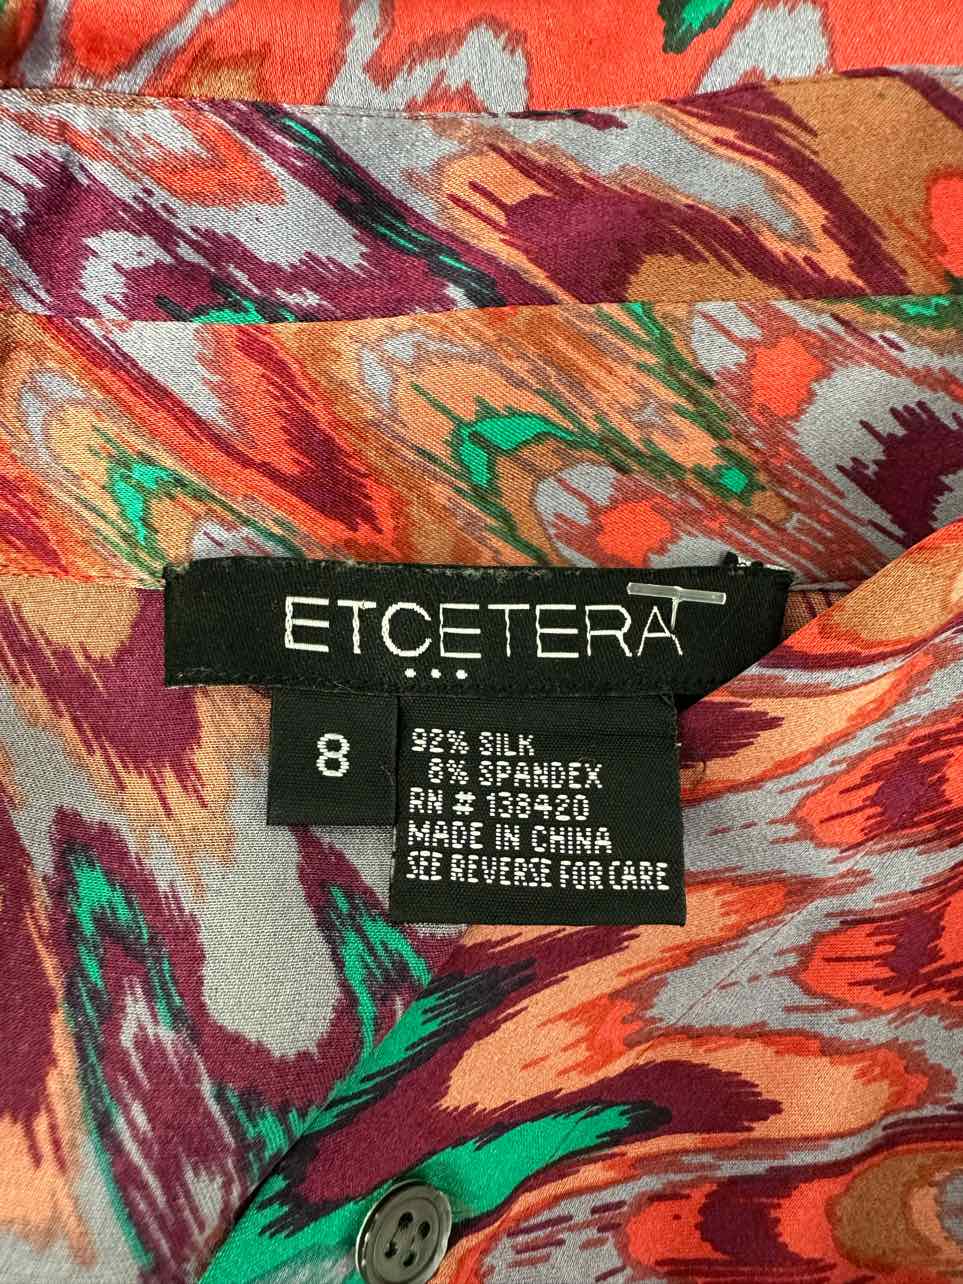 ETCETERA
8
92% SILK
8% SPANDEX
RN # 138420
MADE IN CHINA
SEE REVERSE FOR CARE